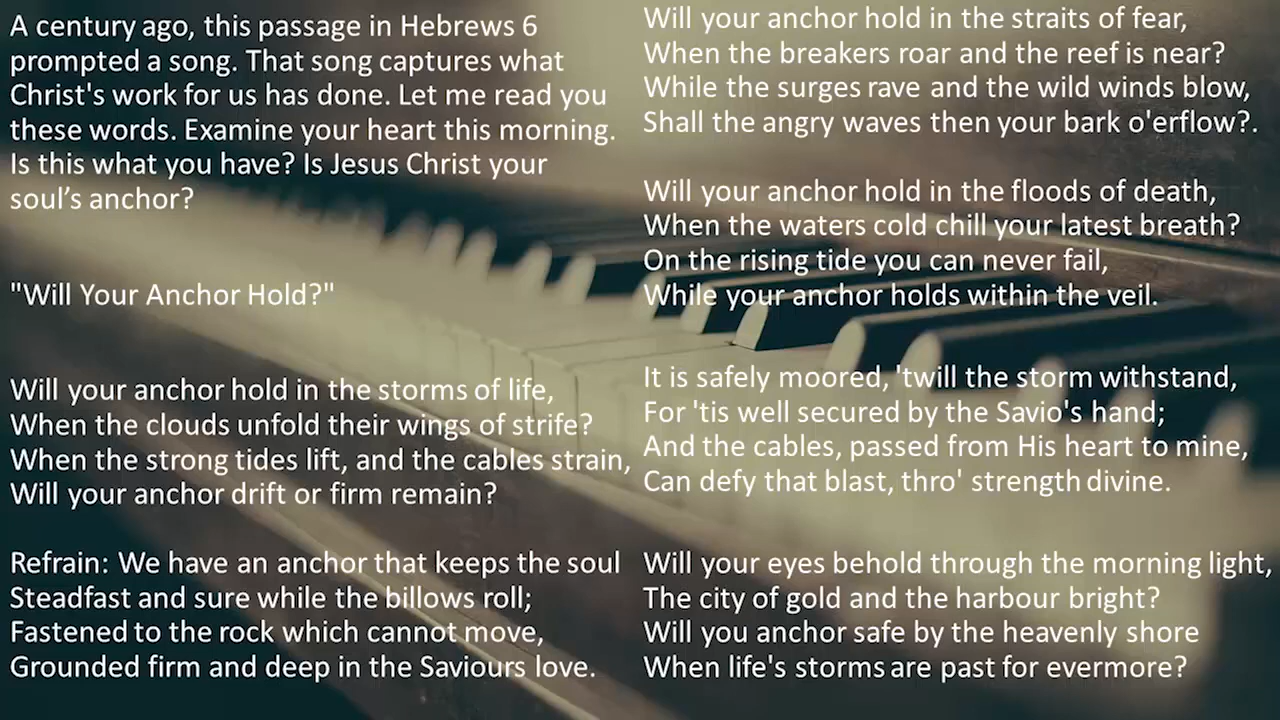 A century ago, this passage in Hebrews 6
prompted a song. That song captures what
Christ's work for us has done. Let me read you
these words. Examine your heart this morning.
Is this what you have? Is Jesus Christ your
soul’s anchor?
"Will Your Anchor Hold?"
Will your anchor hold in the storms of life,
When the clouds unfold their wings of strife?
When the strong tides lift, and the cables strain,
Will your anchor drift or firm remain?
Refrain: We have an anchor that keeps the soul
Steadfast and sure while the billows roll;
Fastened to the rock which cannot move,
Grounded firm and deep in the Saviours love.
Will your anchor hold in the straits of fear,
When the breakers roar and the reef is near?
While the surges rave and the wild winds blow,
Shall the angry waves then your bark o'erflow?.
Will your anchor hold in the floods of death,
When the waters cold chill your latest breath?
On the rising tide you can never fail,
While your anchor holds within the veil.
It is safely moored, 'twill the storm withstand,
For 'tis well secured by the Savio's hand;
And the cables, passed from His heart to mine,
Can defy that blast, thro' strength divine.
Will your eyes behold through the morning light,
The city of gold and the harbour bright?
Will you anchor safe by the heavenly shore
When life's storms are past for evermore?